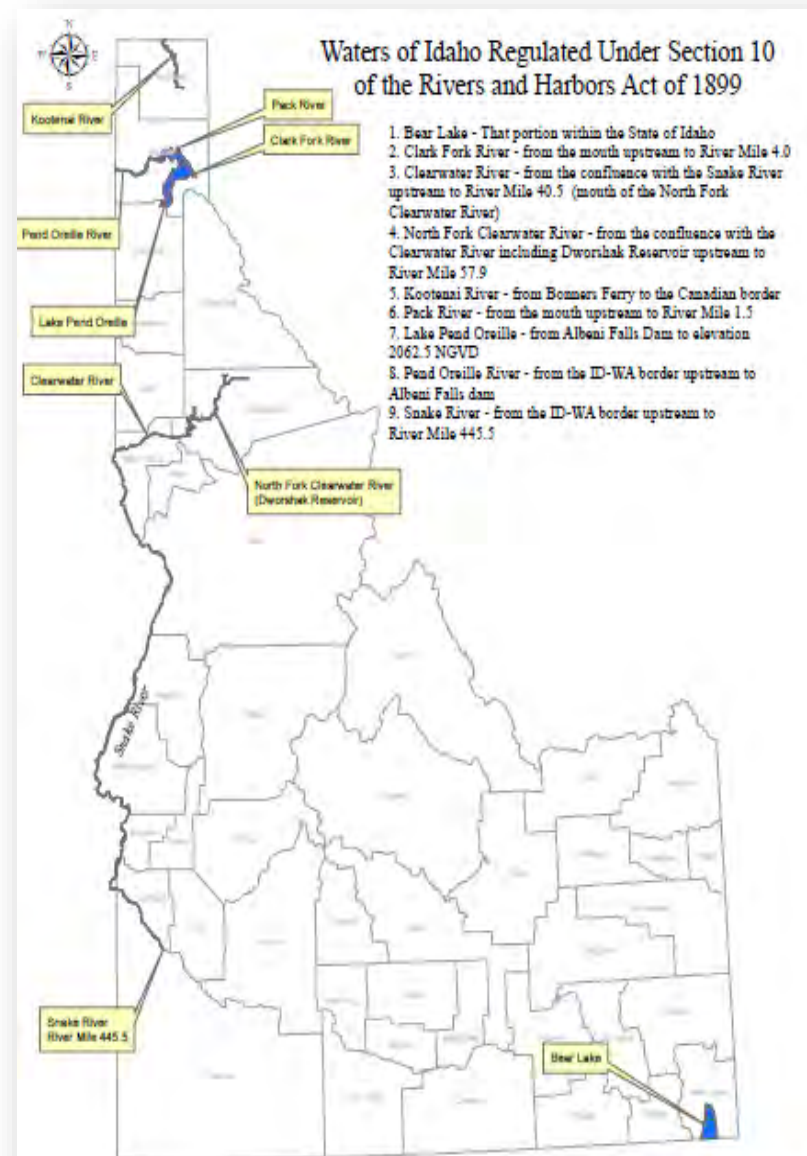 N
W E
S
Waters of Idaho Regulated Under Section 10
of the Rivers and Harbors Act of 1899
Kootenai River
Pack River
Clark Fork River
1. Bear Lake - That portion within the State of Idaho
2. Clark Fork River - from the mouth upstream to River Mile 4.0
3. Clearwater River - from the confluence with the Snake River
upstream to River Mile 40.5 (mouth of the North Fork
Clearwater River)
4. North Fork Clearwater River - from the confluence with the
Clearwater River including Dworshak Reservoir upstream to
River Mile 57.9
5. Kootenai River - from Bonners Ferry to the Canadian border
6. Pack River - from the mouth upstream to River Mile 1.5
7. Lake Pend Oreille - from Albeni Falls Dam to elevation
2062.5 NGVD
8. Pend Oreille River - from the ID-WA border upstream to
Albeni Falls dam
9. Snake River - from the ID-WA border upstream to
River Mile 445.5
Pend Oreille River
Lake Pend Oreille
Clearwater River
North Fork Clearwater River
(Dworshak Reservoir)
Snake River
Snake River
River Mile 445.5
Bear Lake